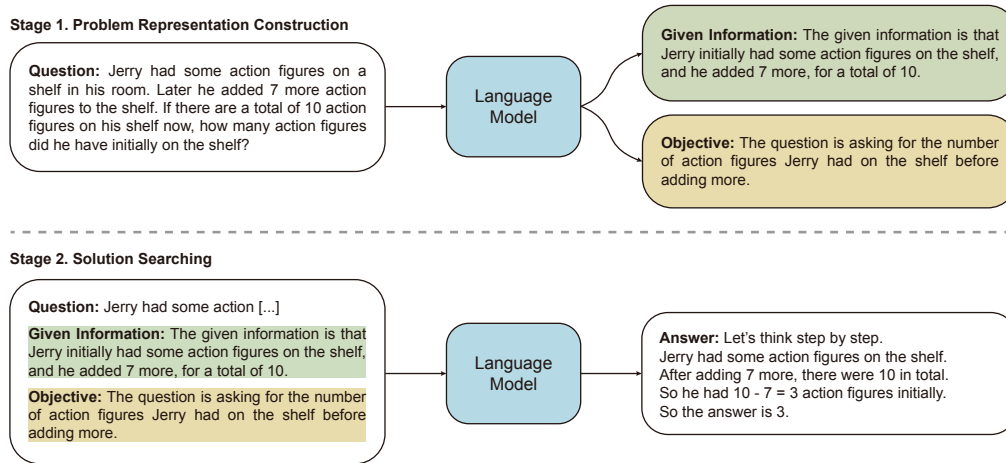 Stage 1. Problem Representation Construction
Question: Jerry had some action figures on a
shelf in his room. Later he added 7 more action
figures to the shelf. If there are a total of 10 action
figures on his shelf now, how many action figures
did he have initially on the shelf?
Language
Model
Given Information: The given information is that
Jerry initially had some action figures on the shelf,
and he added 7 more, for a total of 10.
Objective: The question is asking for the number
of action figures Jerry had on the shelf before
adding more.
Stage 2. Solution Searching
Question: Jerry had some action [...]
Given Information: The given information is that
Jerry initially had some action figures on the shelf,
and he added 7 more, for a total of 10.
Objective: The question is asking for the number
of action figures Jerry had on the shelf before
adding more.
Language
Model
Answer: Let's think step by step.
Jerry had some action figures on the shelf.
After adding 7 more, there were 10 in total.
So he had 10 - 7 = 3 action figures initially.
So the answer is 3.